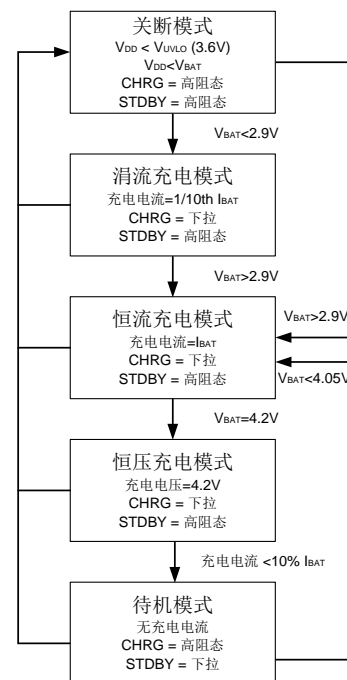 关断模式
VDD < VUVLO (3.6V)
VDD<VBAT
CHRG = 高阻态
STDBY = 高阻态
VBAT<2.9V
涓流充电模式
充电电流=1/10th IBAT
CHRG = 下拉
STDBY = 高阻态
VBAT>2.9V
恒流充电模式
充电电流=IBAT
CHRG = 下拉
STDBY = 高阻态
VBAT>2.9V
VBAT<4.05V
VBAT=4.2V
恒压充电模式
充电电压=4.2V
CHRG = 下拉
STDBY = 高阻态
充电电流 <10% IBAT
待机模式
无充电电流
CHRG = 高阻态
STDBY = 下拉